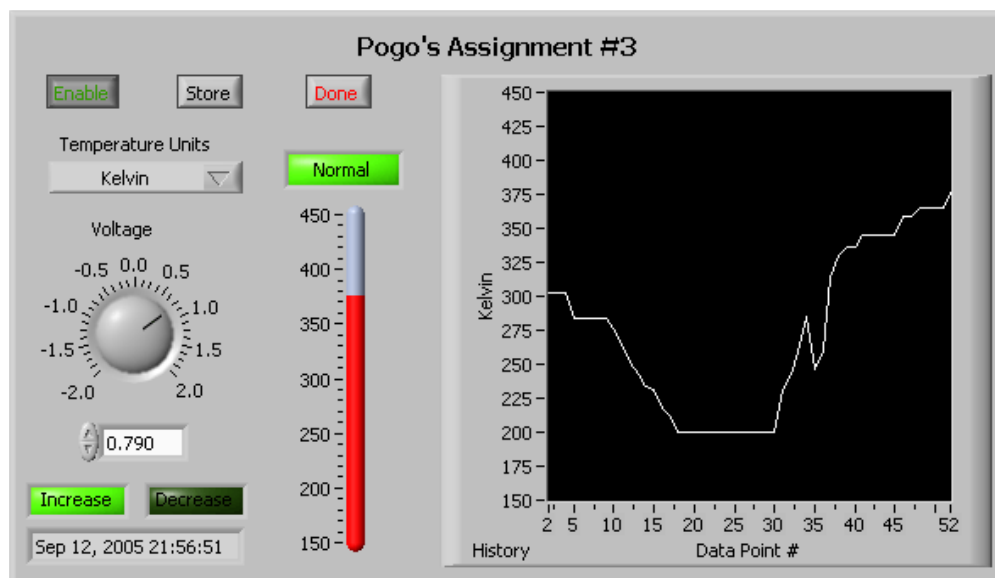 Pogo's Assignment #3
Enable Store Done
Temperature Units
Kelvin
Normal
Voltage
-2.0 -1.5 -1.0 -0.5 0.0 0.5 1.0 1.5 2.0
0.790
Increase Decrease
Sep 12, 2005 21:56:51
450
400
350
300
250
200
150
450
425
400
375
350
325
300
275
250
225
200
175
150
Kelvin
2 5 10 15 20 25 30 35 40 45 52
History Data Point #